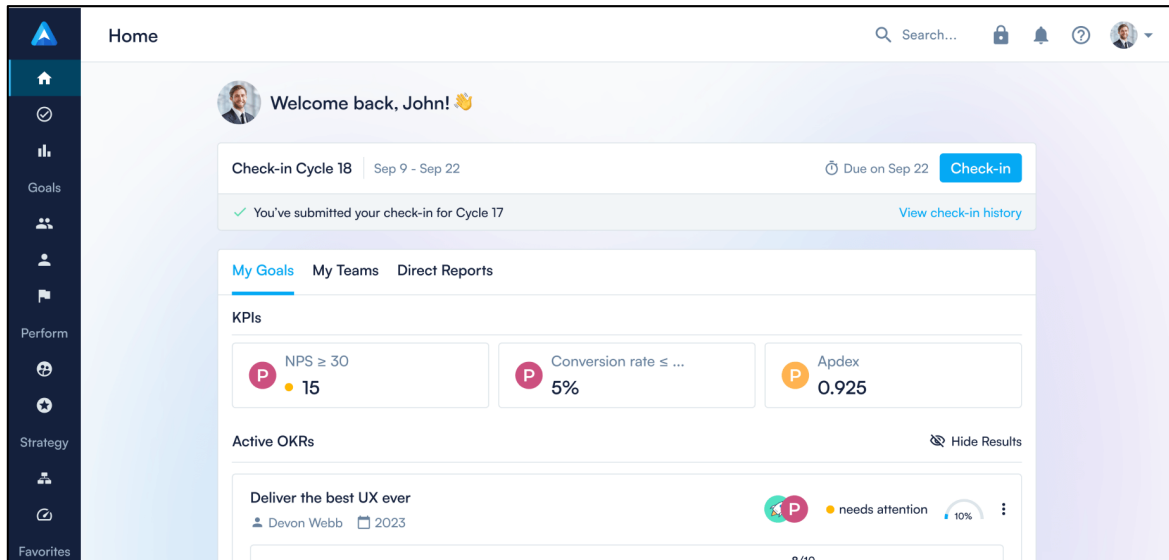 Home
Search...
Welcome back, John! 👋
Check-in Cycle 18 Sep 9 - Sep 22 Due on Sep 22 Check-in
You've submitted your check-in for Cycle 17 View check-in history
Goals
My Goals My Teams Direct Reports
KPIs
Perform
P NPS ≥ 30
15
P Conversion rate ≤ ...
5%
P Apdex
0.925
Strategy
Active OKRs Hide Results
Deliver the best UX ever
Devon Webb 2023
P needs attention 10%
Favorites
8/10